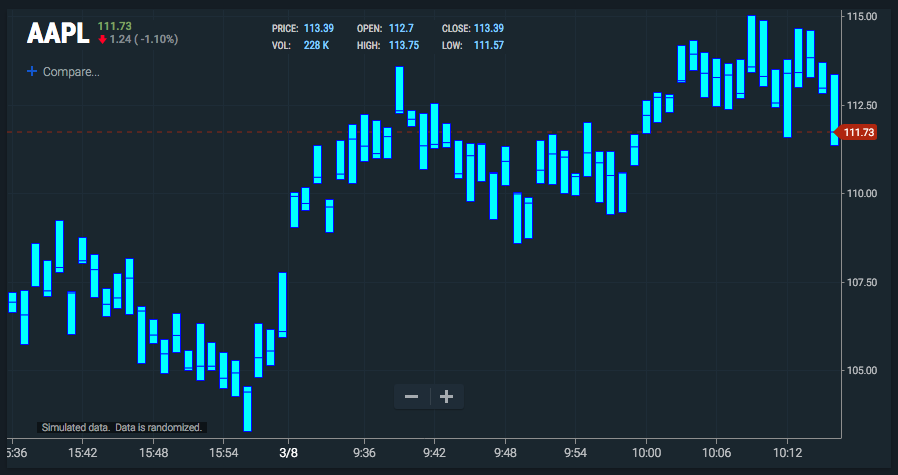 AAPL 111.73
1.24 ( -1.10%)
PRICE: 113.39 OPEN: 112.7 CLOSE: 113.39
VOL: 228 K HIGH: 113.75 LOW: 111.57
+ Compare...
115.00
112.50
111.73
110.00
107.50
105.00
Simulated data. Data is randomized.
5:36 15:42 15:48 15:54 3/8 9:36 9:42 9:48 9:54 10:00 10:06 10:12